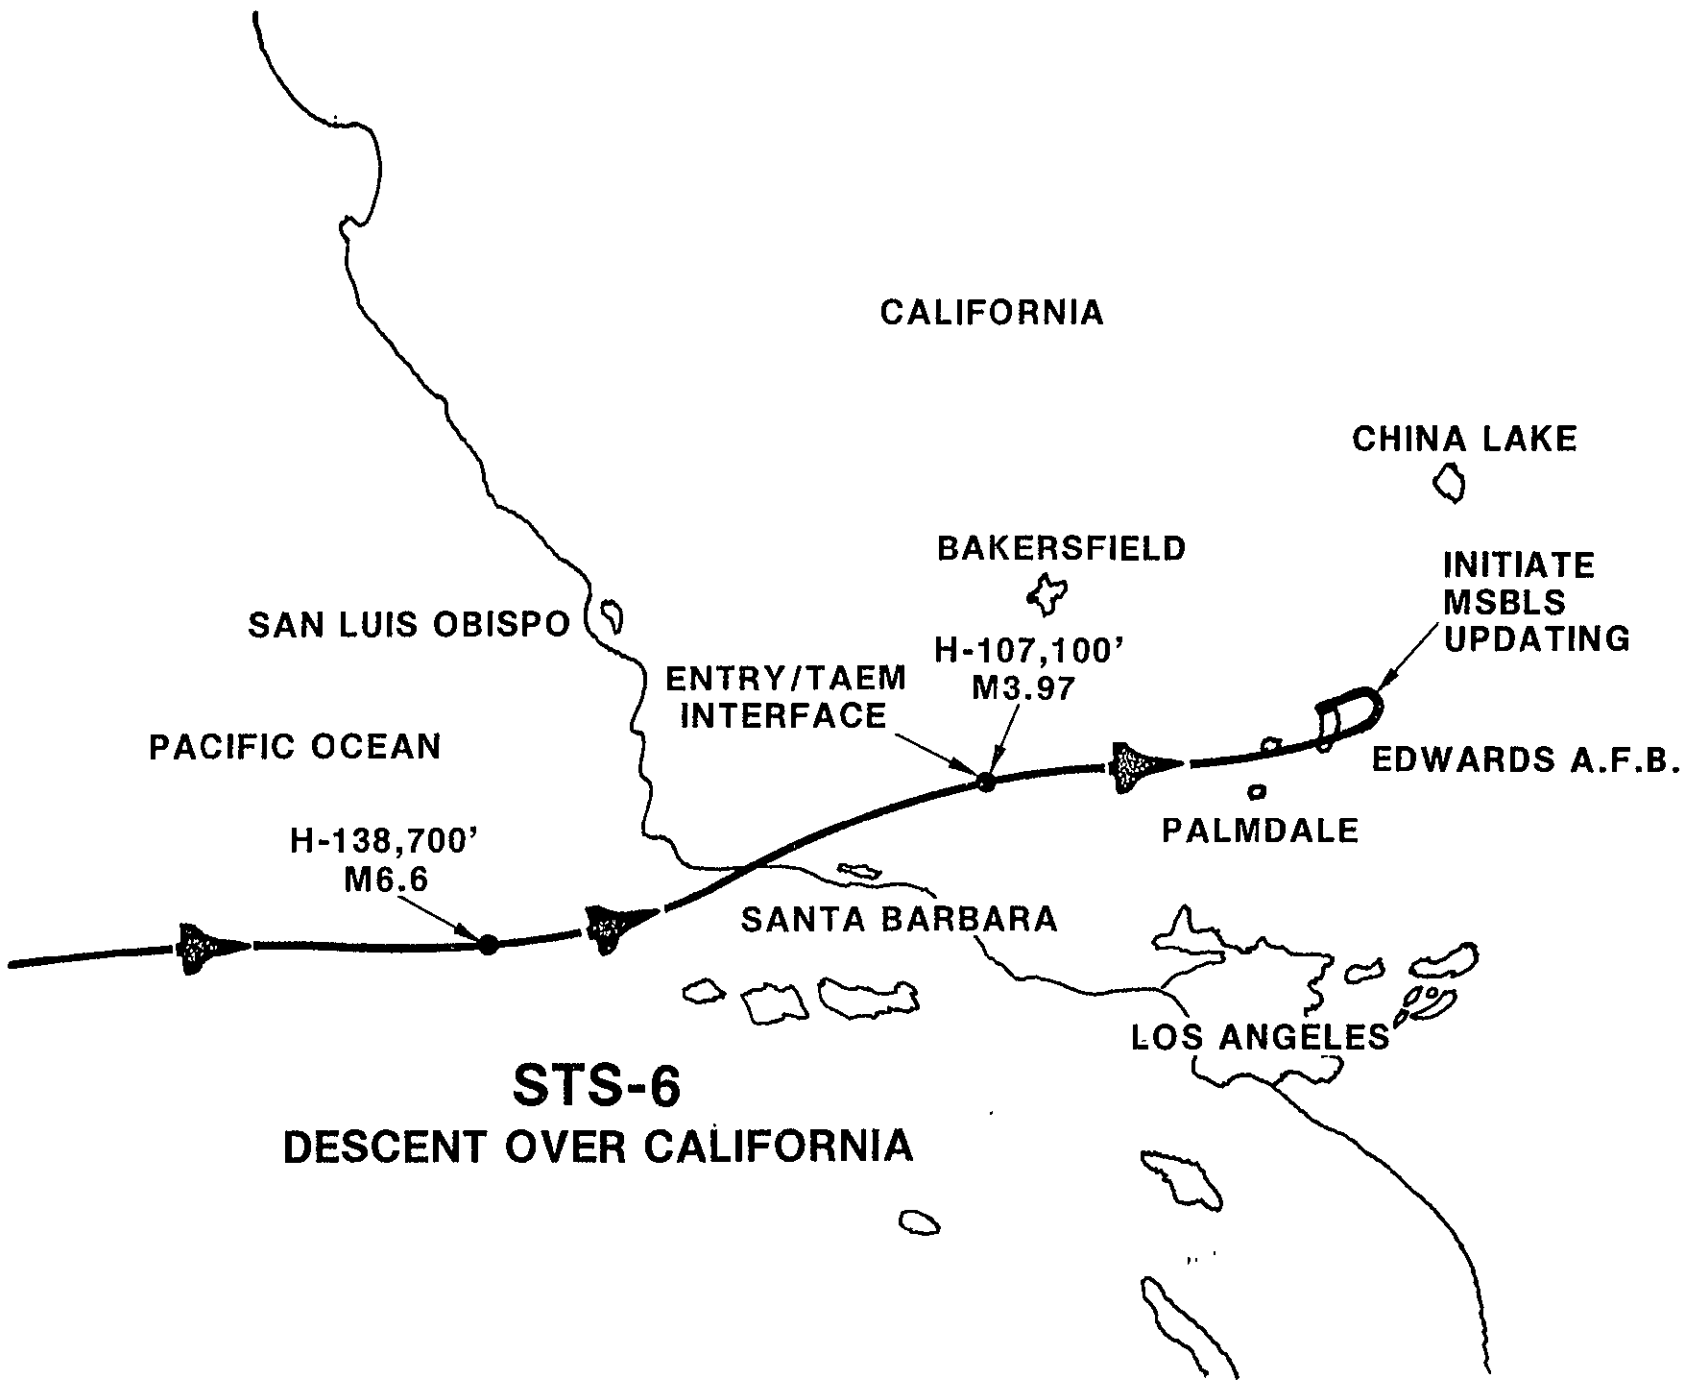 CALIFORNIA
CHINA LAKE
BAKERSFIELD
INITIATE
MSBLS
UPDATING
SAN LUIS OBISPO
H-107,100'
M3.97
ENTRY/TAEM
INTERFACE
PACIFIC OCEAN
EDWARDS A.F.B.
PALMDALE
H-138,700'
M6.6
SANTA BARBARA
LOS ANGELES
STS-6
DESCENT OVER CALIFORNIA